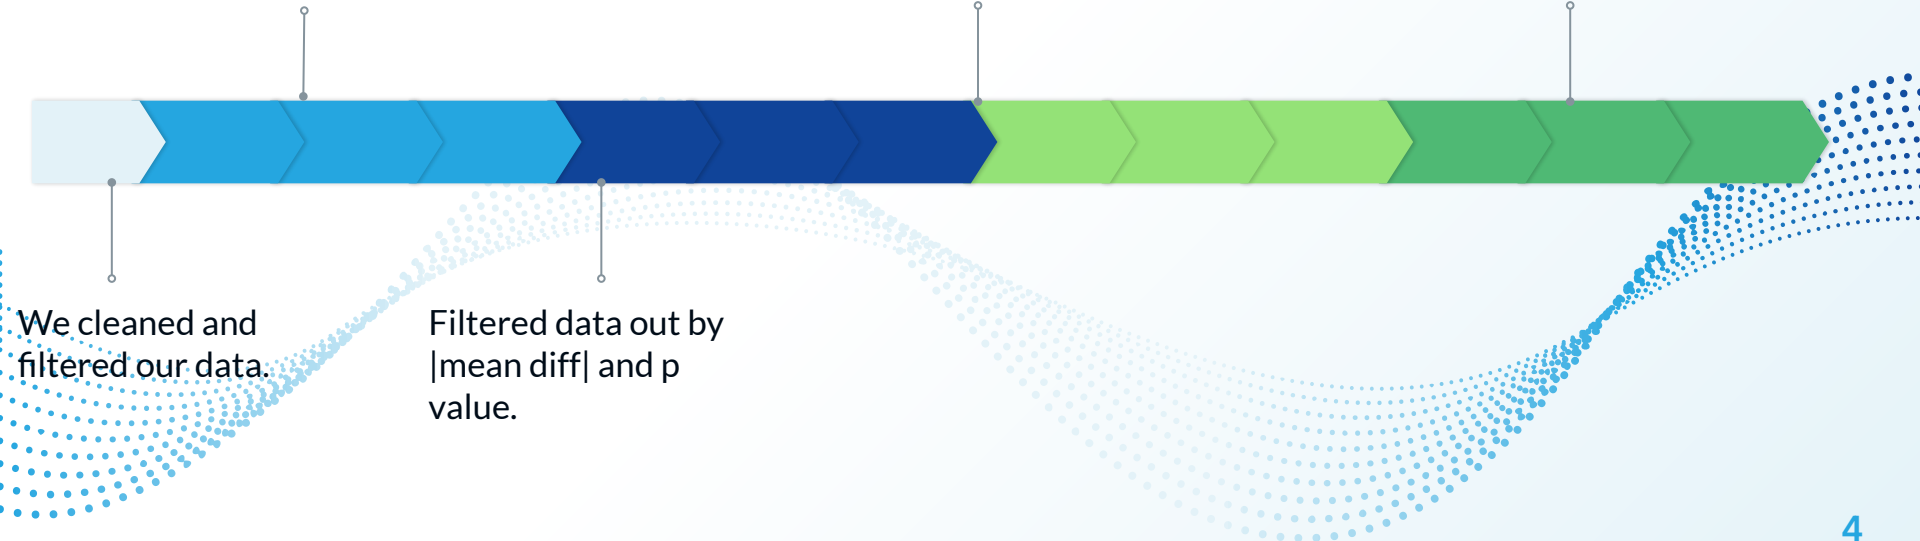 We cleaned and
filtered our data.
Filtered data out by
|mean diff| and p
value.
4